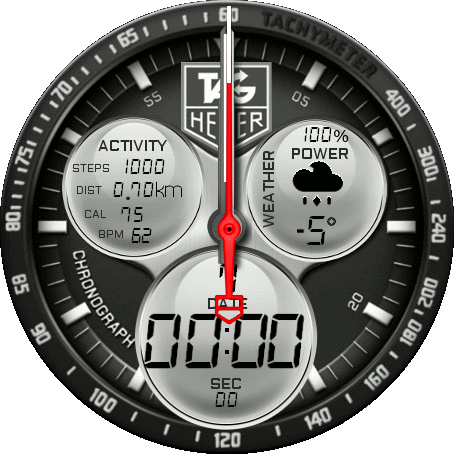 60
TACHYMETER
65
70
75
80
85
90
100
110
120
130
140
160
180
200
220
240
300
400
55
05
20
TAG
HEUER
ACTIVITY
STEPS 1000
DIST 0.70km
CAL 75
BPM 62
100%
POWER
WEATHER
-5°
CHRONOGRAPH
DATE
00:00
SEC
00